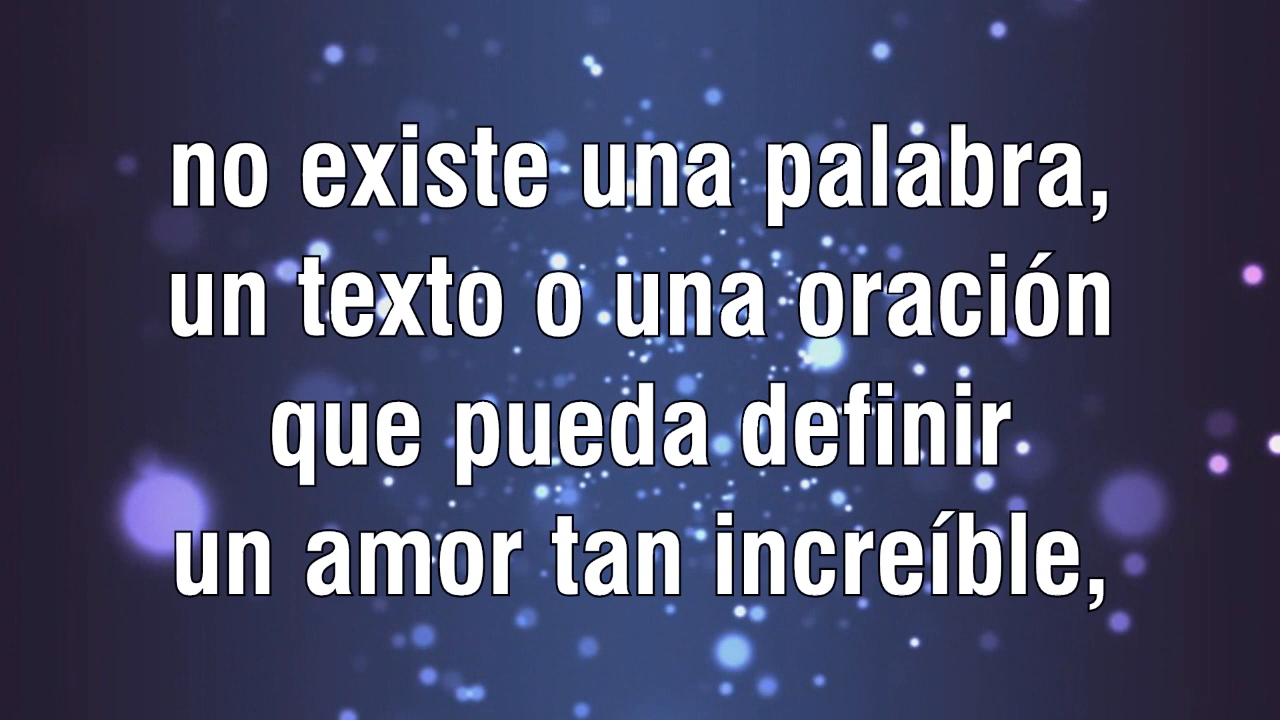 no existe una palabra,
un texto o una oración
que pueda definir
un amor tan increíble,